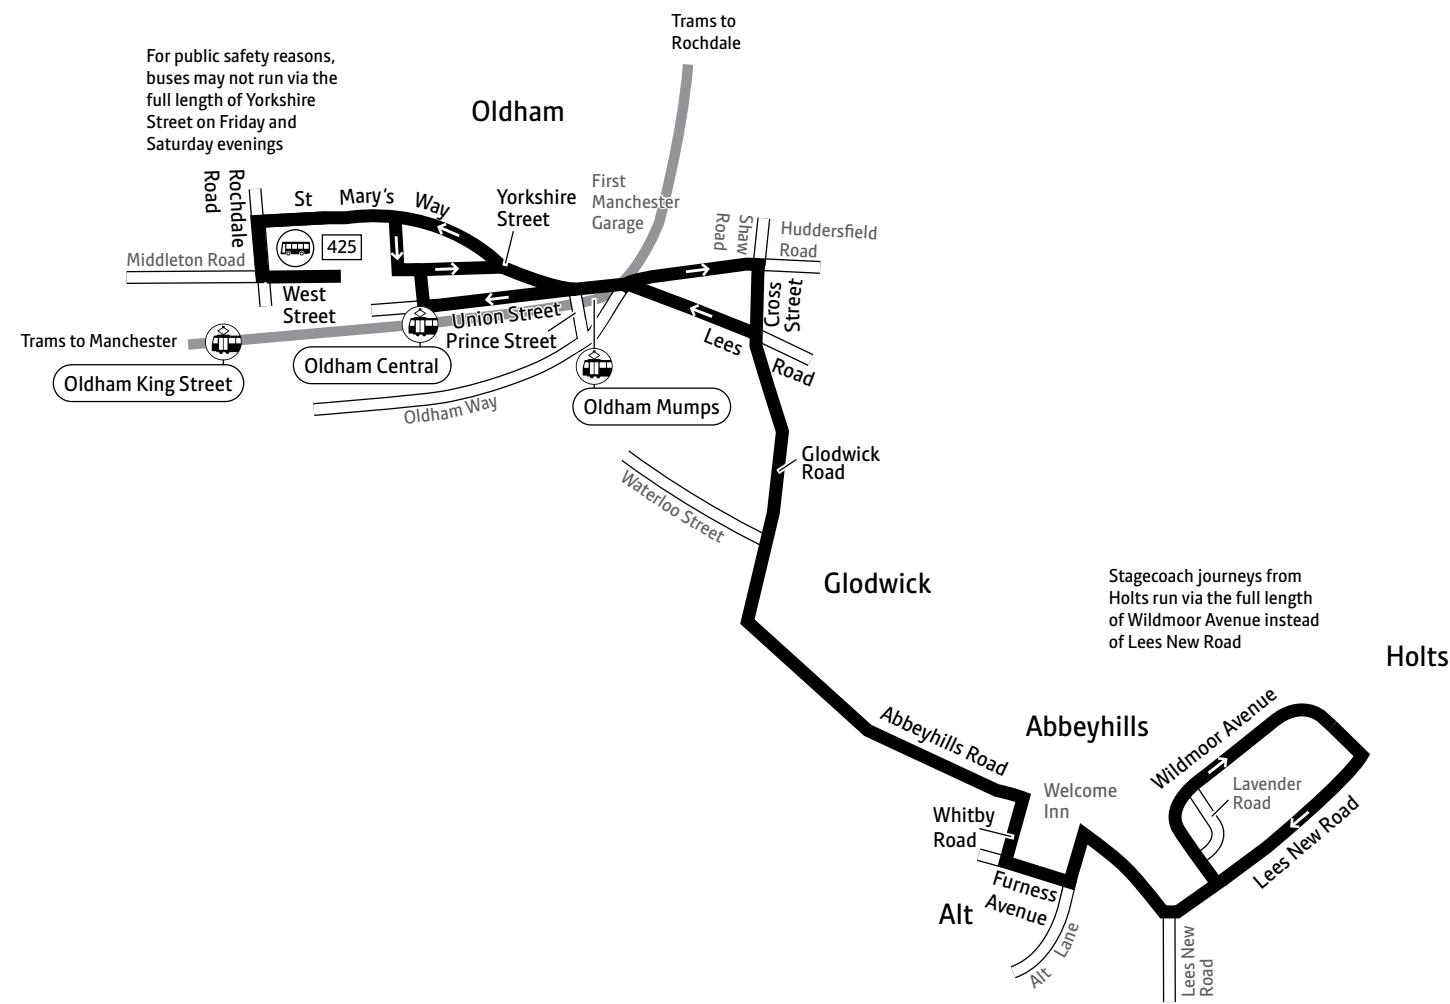 Trams to
Rochdale
For public safety reasons,
buses may not run via the
full length of Yorkshire
Street on Friday and
Saturday evenings
Oldham
Rochdale
Road
St Mary's Way
Yorkshire
Street
First
Manchester
Garage
Shaw
Road
Huddersfield
Road
425
Middleton Road
West
Street
Cross
Street
Union Street
Prince Street
Lees Road
Trams to Manchester
Oldham Central
Oldham King Street
Oldham Way
Oldham Mumps
Glodwick
Road
Waterloo Street
Glodwick
Stagecoach journeys from
Holts run via the full length
of Wildmoor Avenue instead
of Lees New Road
Holts
Abbeyhills Road
Abbeyhills
Wildmoor Avenue
Welcome
Inn
Lavender
Road
Whitby
Road
Lees New Road
Furness
Avenue
Alt
Alt Lane
Lees New
Road